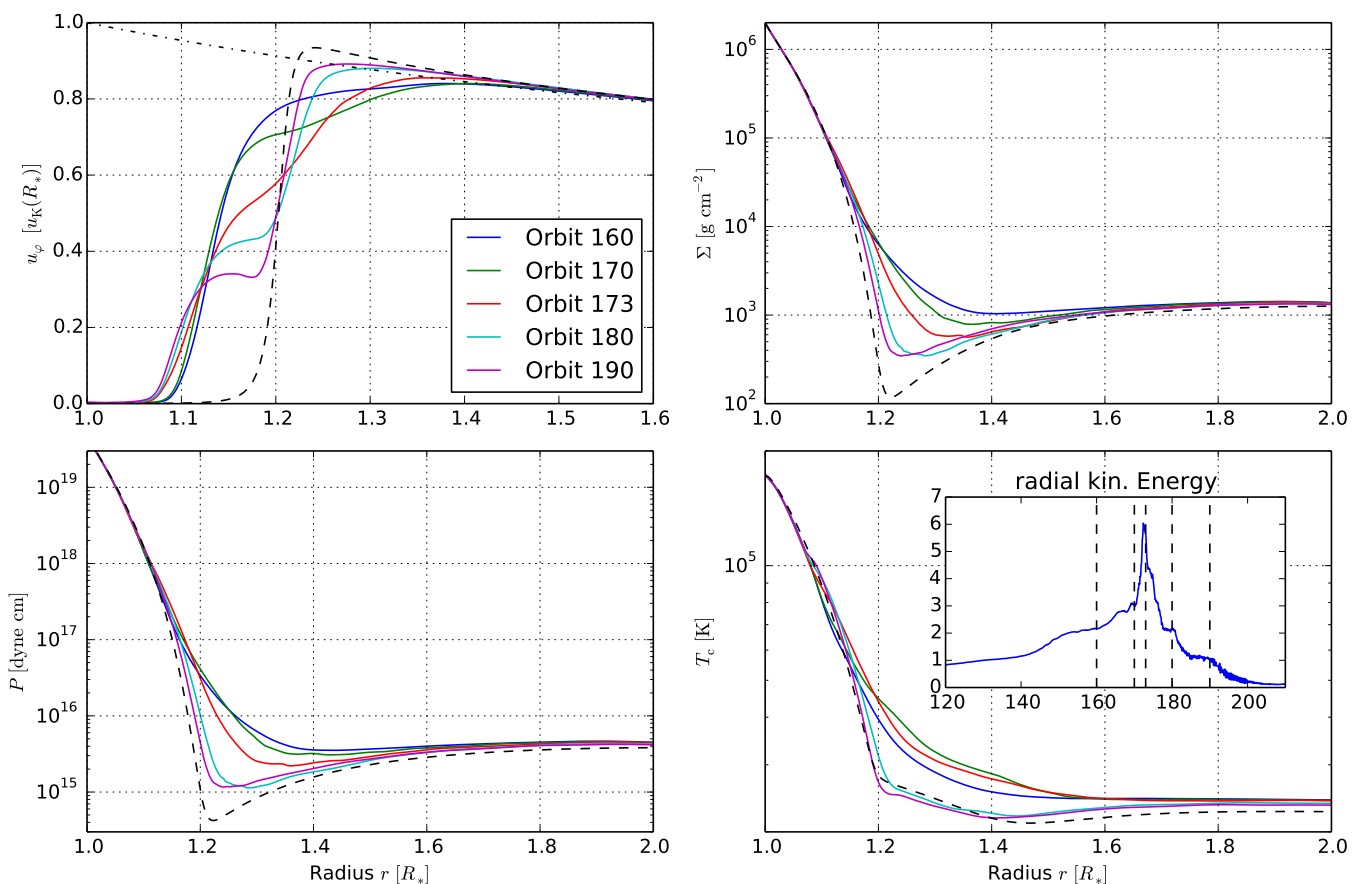 1.0
0.8
0.6
0.4
0.2
0.0
u_φ [u_K(R_*)]
1.0 1.1 1.2 1.3 1.4 1.5 1.6
Orbit 160
Orbit 170
Orbit 173
Orbit 180
Orbit 190
10^6
10^5
10^4
10^3
10^2
Σ [g cm^−2]
1.0 1.2 1.4 1.6 1.8 2.0
10^19
10^18
10^17
10^16
10^15
P [dyne cm]
1.0 1.2 1.4 1.6 1.8 2.0
Radius r [R_*]
10^5
T_c [K]
radial kin. Energy
7
6
5
4
3
2
1
0
120 140 160 180 200
1.0 1.2 1.4 1.6 1.8 2.0
Radius r [R_*]